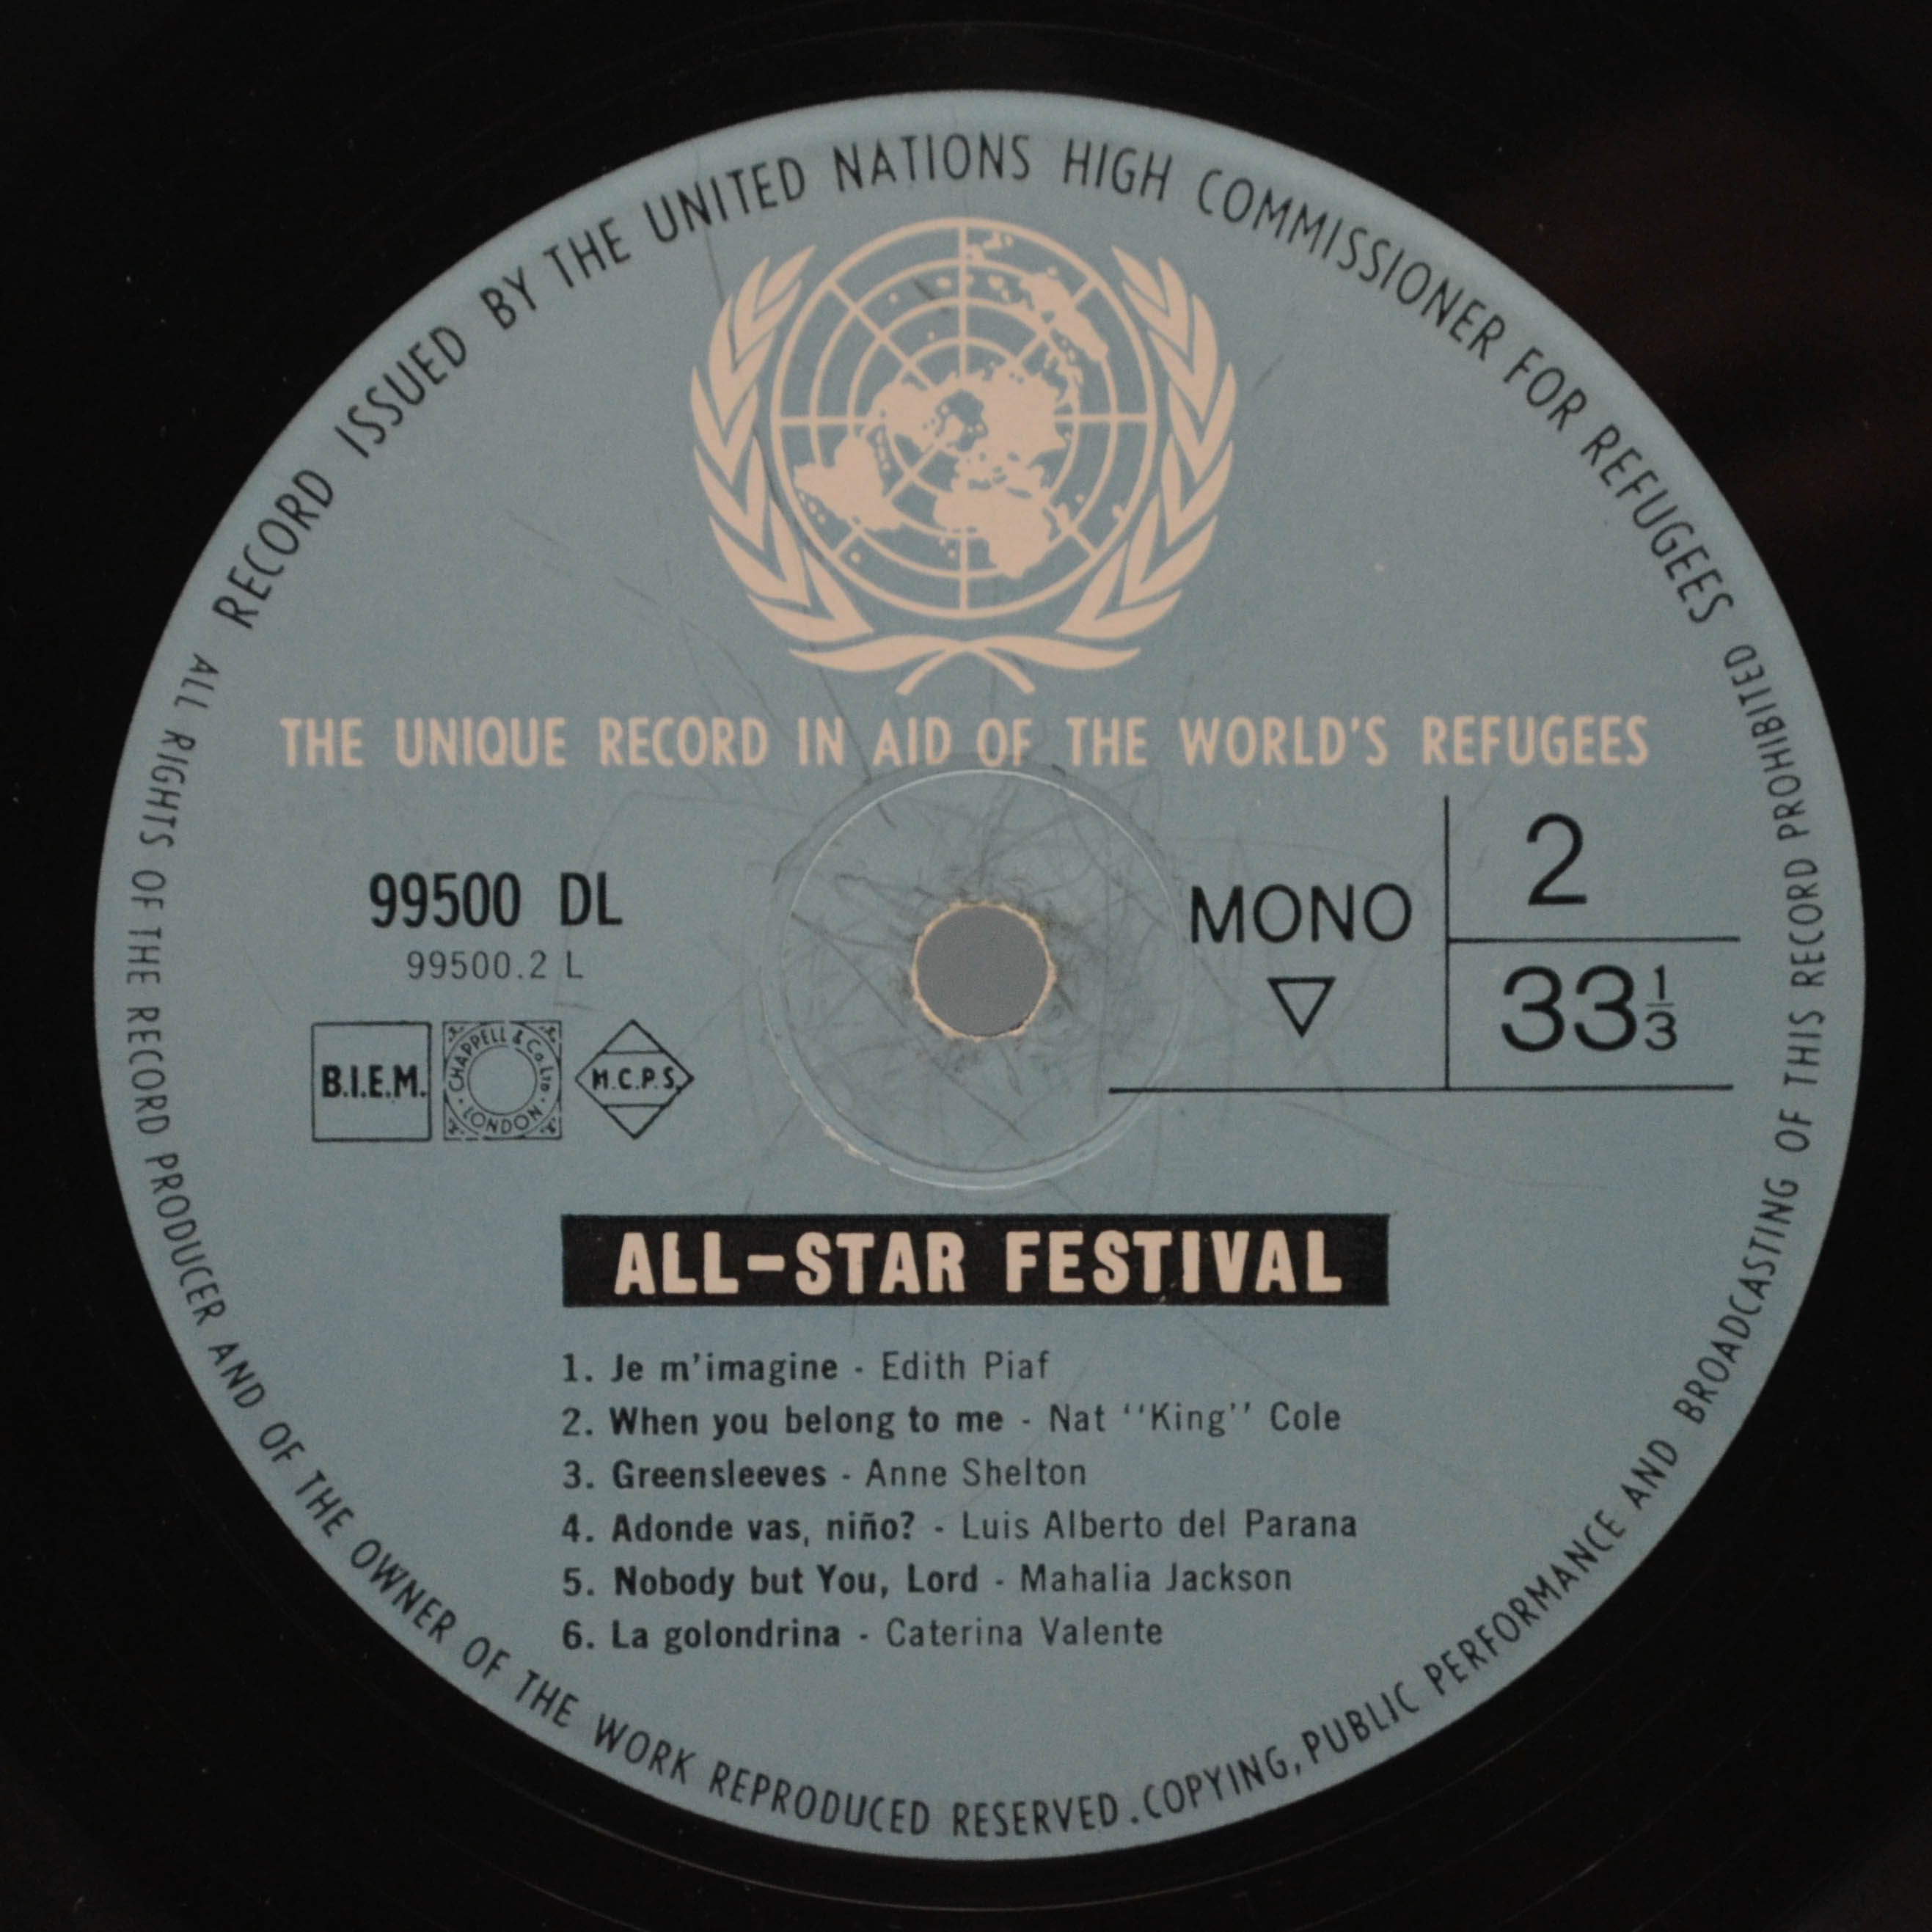 RECORD ISSUED BY THE UNITED NATIONS HIGH COMMISSIONER FOR REFUGEES
THE UNIQUE RECORD IN AID OF THE WORLD'S REFUGEES
99500 DL
99500.2 L
B.I.E.M.
CHAPPELL & Co. LTD
LONDON
M.C.P.S.
MONO
2
33 1/3
ALL-STAR FESTIVAL
1. Je m'imagine - Edith Piaf
2. When you belong to me - Nat ''King'' Cole
3. Greensleeves - Anne Shelton
4. Adonde vas, niño? - Luis Alberto del Parana
5. Nobody but You, Lord - Mahalia Jackson
6. La golondrina - Caterina Valente
ALL RIGHTS OF THE RECORD PRODUCER AND OF THE OWNER OF THE WORK REPRODUCED RESERVED. COPYING, PUBLIC PERFORMANCE AND BROADCASTING OF THIS RECORD PROHIBITED